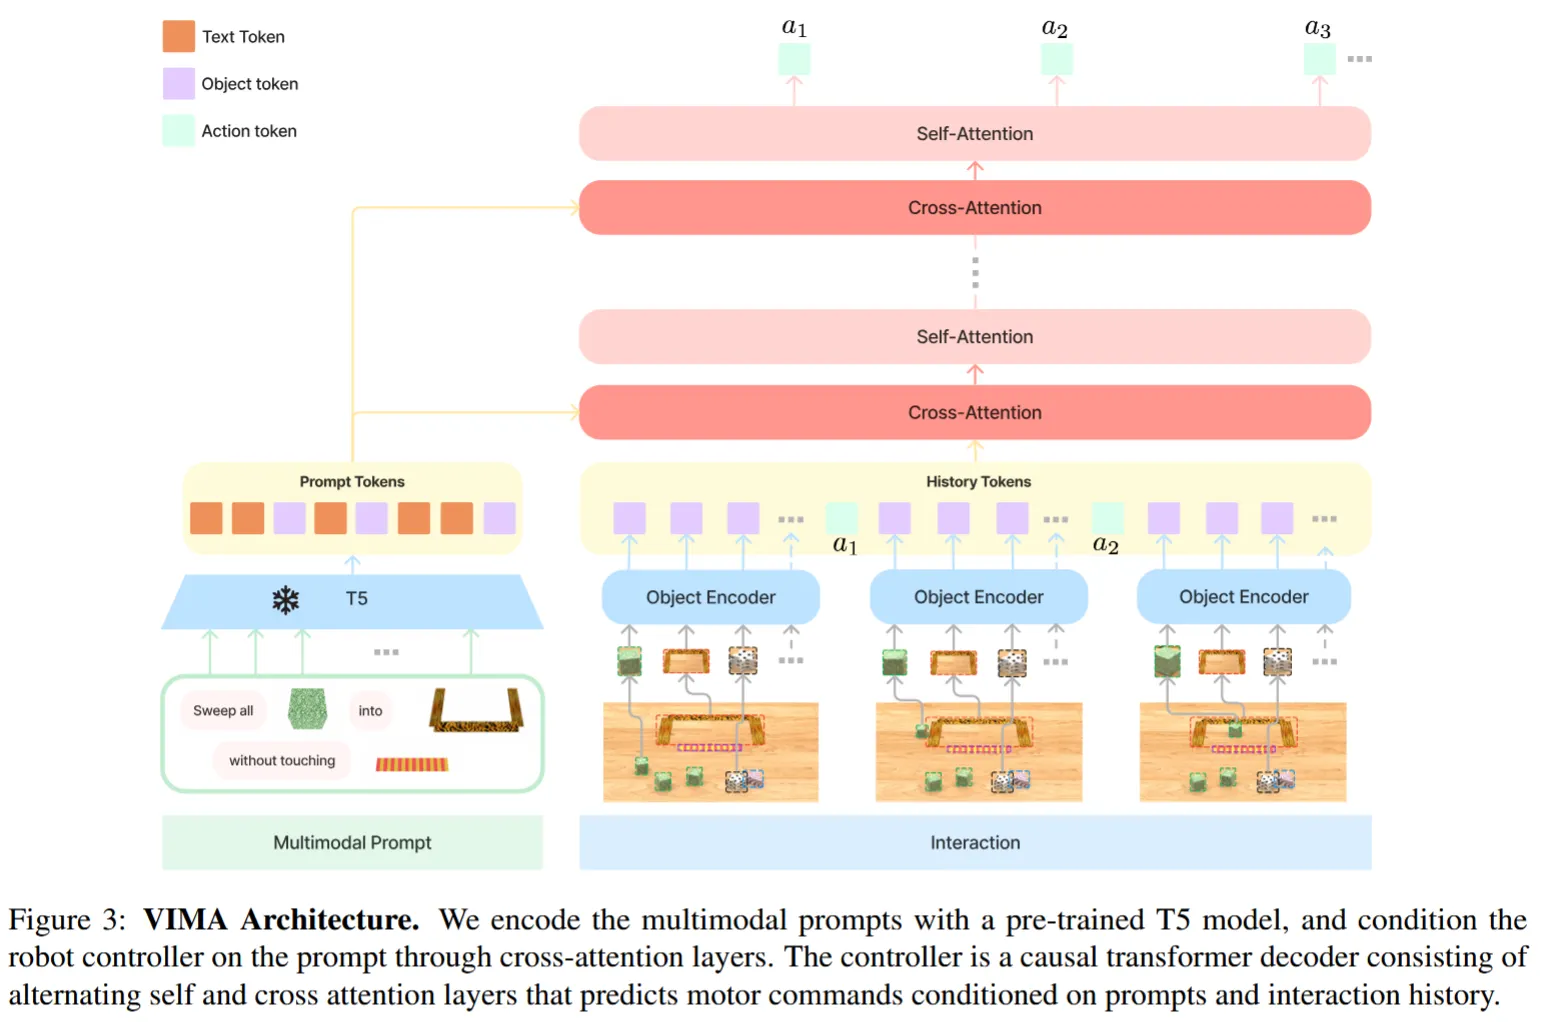 Text Token
Object token
Action token
a1
a2
a3
Self-Attention
Cross-Attention
Self-Attention
Cross-Attention
Prompt Tokens
History Tokens
a1
a2
T5
Object Encoder
Object Encoder
Object Encoder
Sweep all
into
without touching
Multimodal Prompt
Interaction
Figure 3: VIMA Architecture. We encode the multimodal prompts with a pre-trained T5 model, and condition the
robot controller on the prompt through cross-attention layers. The controller is a causal transformer decoder consisting of
alternating self and cross attention layers that predicts motor commands conditioned on prompts and interaction history.